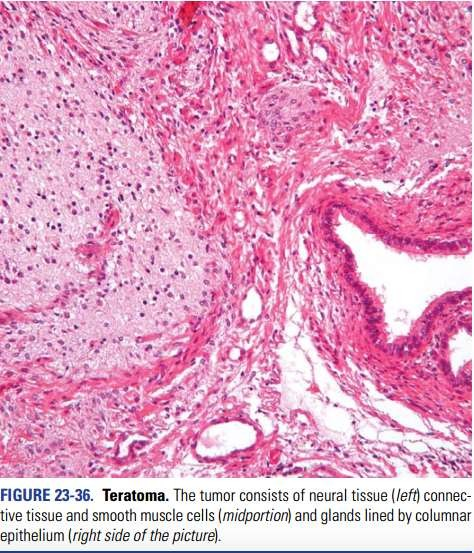 FIGURE 23-36. Teratoma. The tumor consists of neural tissue (left) connec-
tive tissue and smooth muscle cells (midportion) and glands lined by columnar
epithelium (right side of the picture).